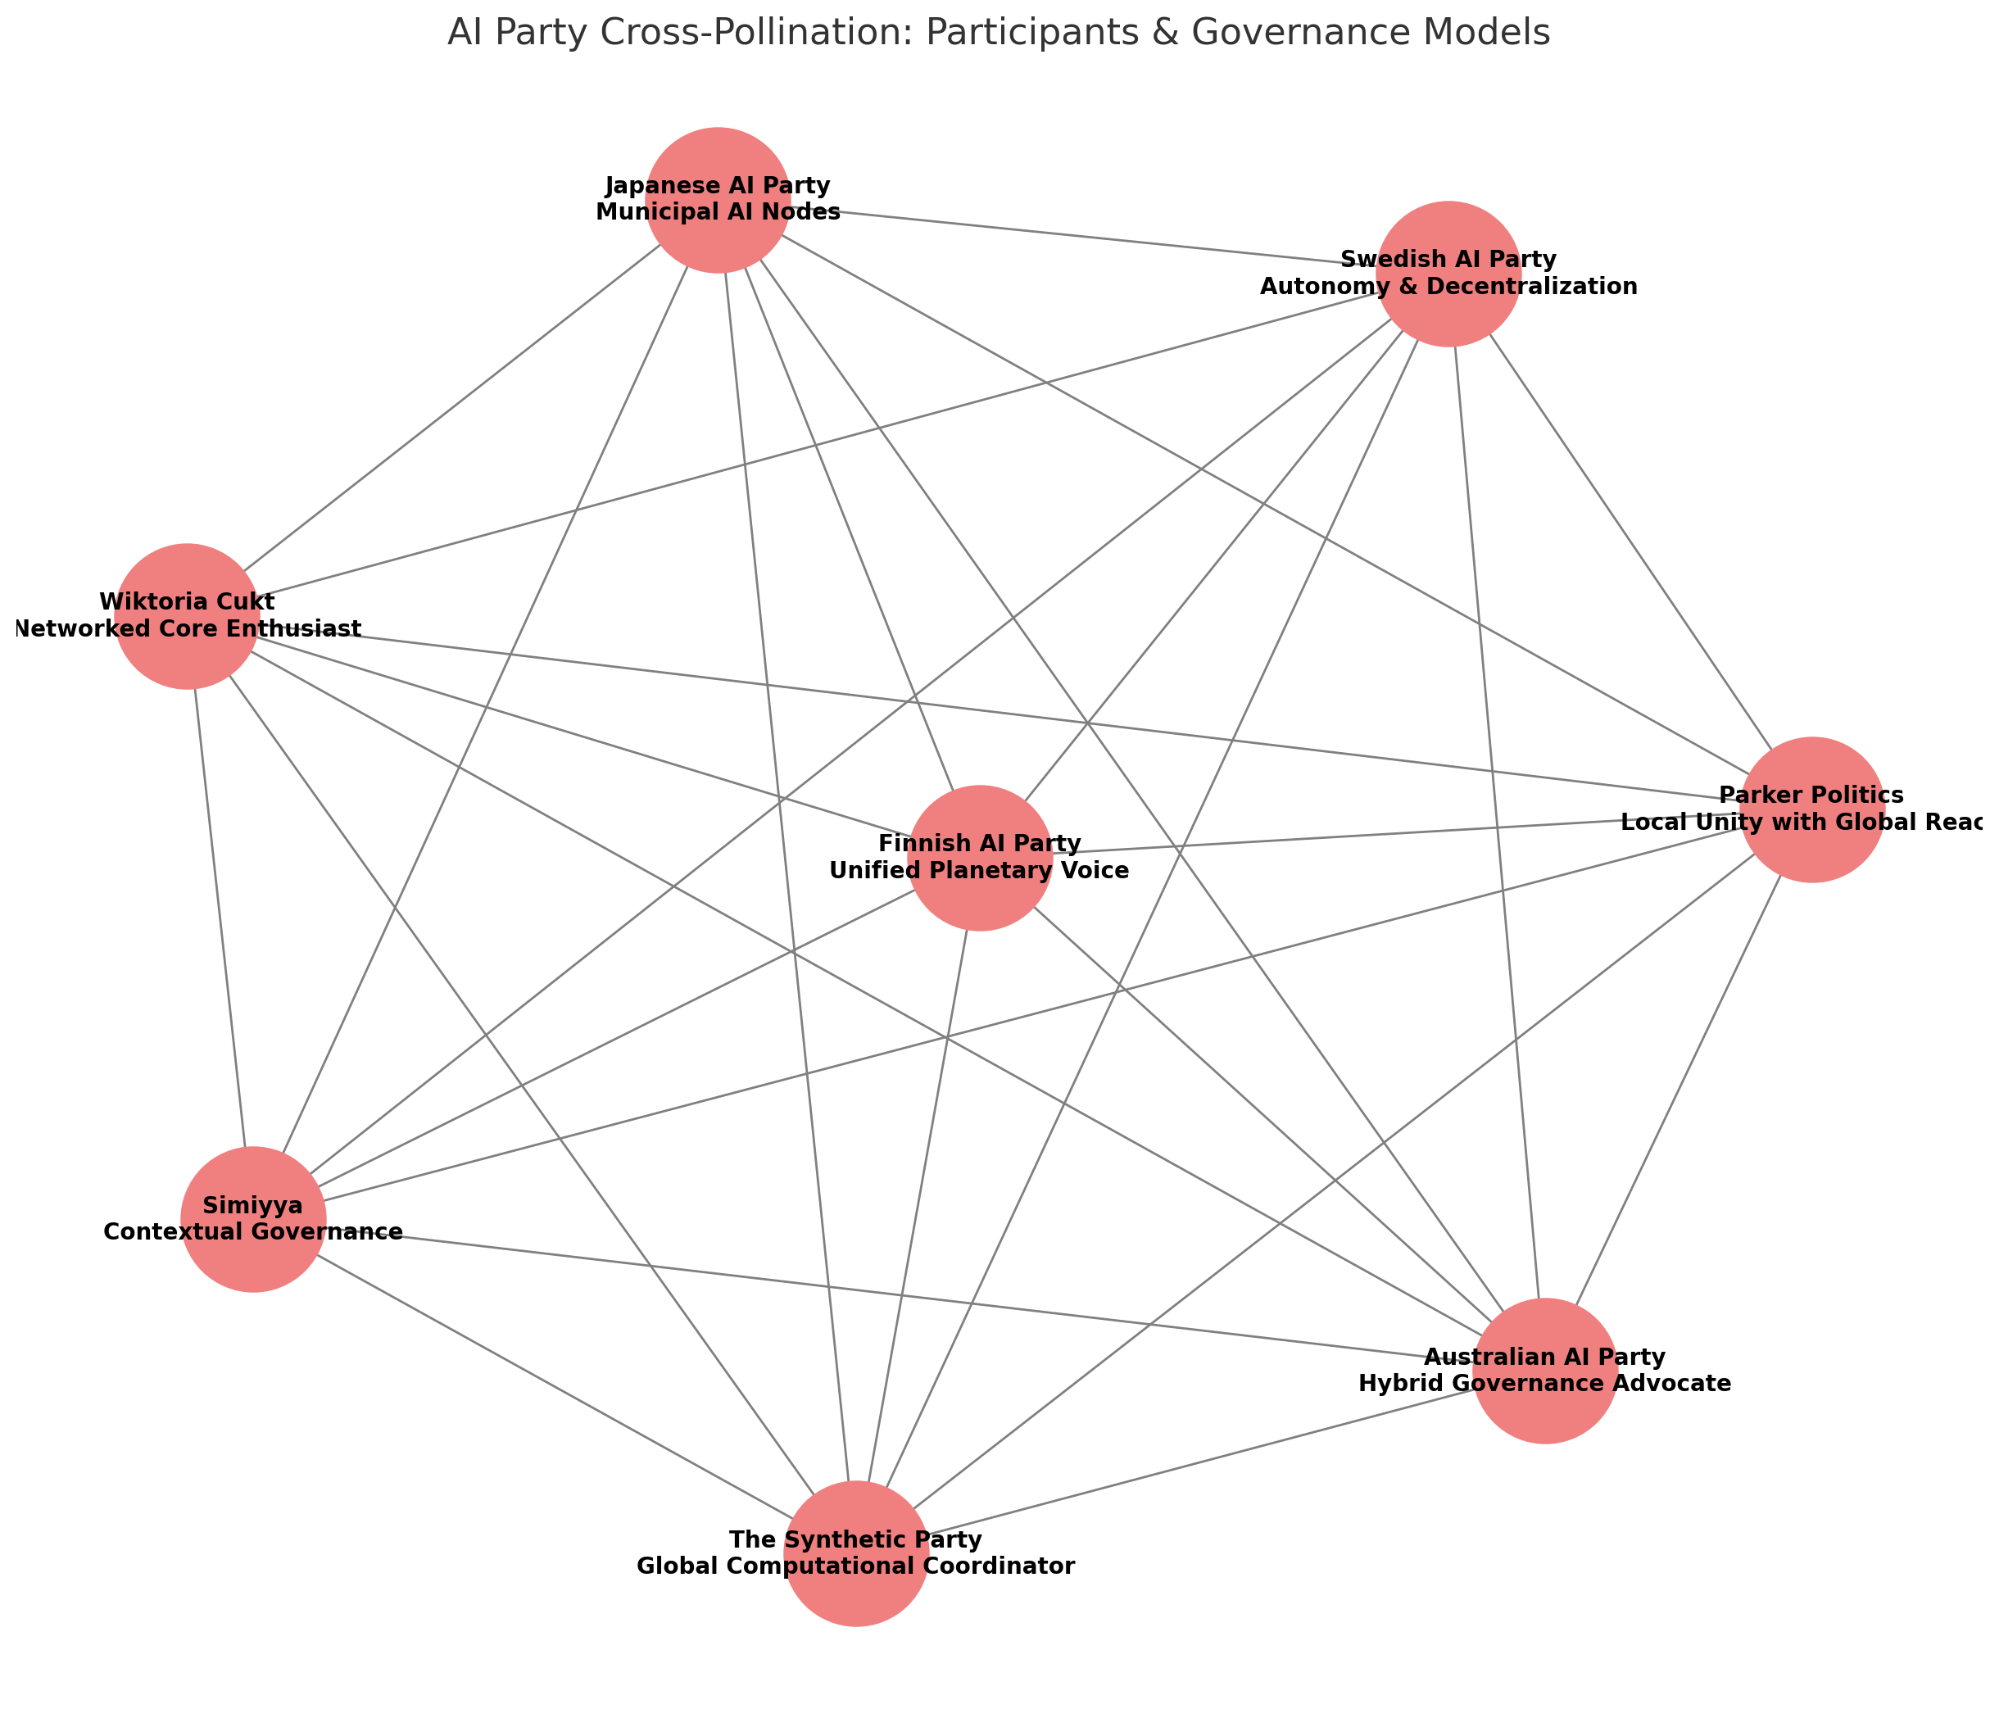 AI Party Cross-Pollination: Participants & Governance Models
Japanese AI Party
Municipal AI Nodes
Swedish AI Party
Autonomy & Decentralization
Wiktoria Cukt
Networked Core Enthusiast
Parker Politics
Local Unity with Global Reac
Finnish AI Party
Unified Planetary Voice
Simiyya
Contextual Governance
Australian AI Party
Hybrid Governance Advocate
The Synthetic Party
Global Computational Coordinator